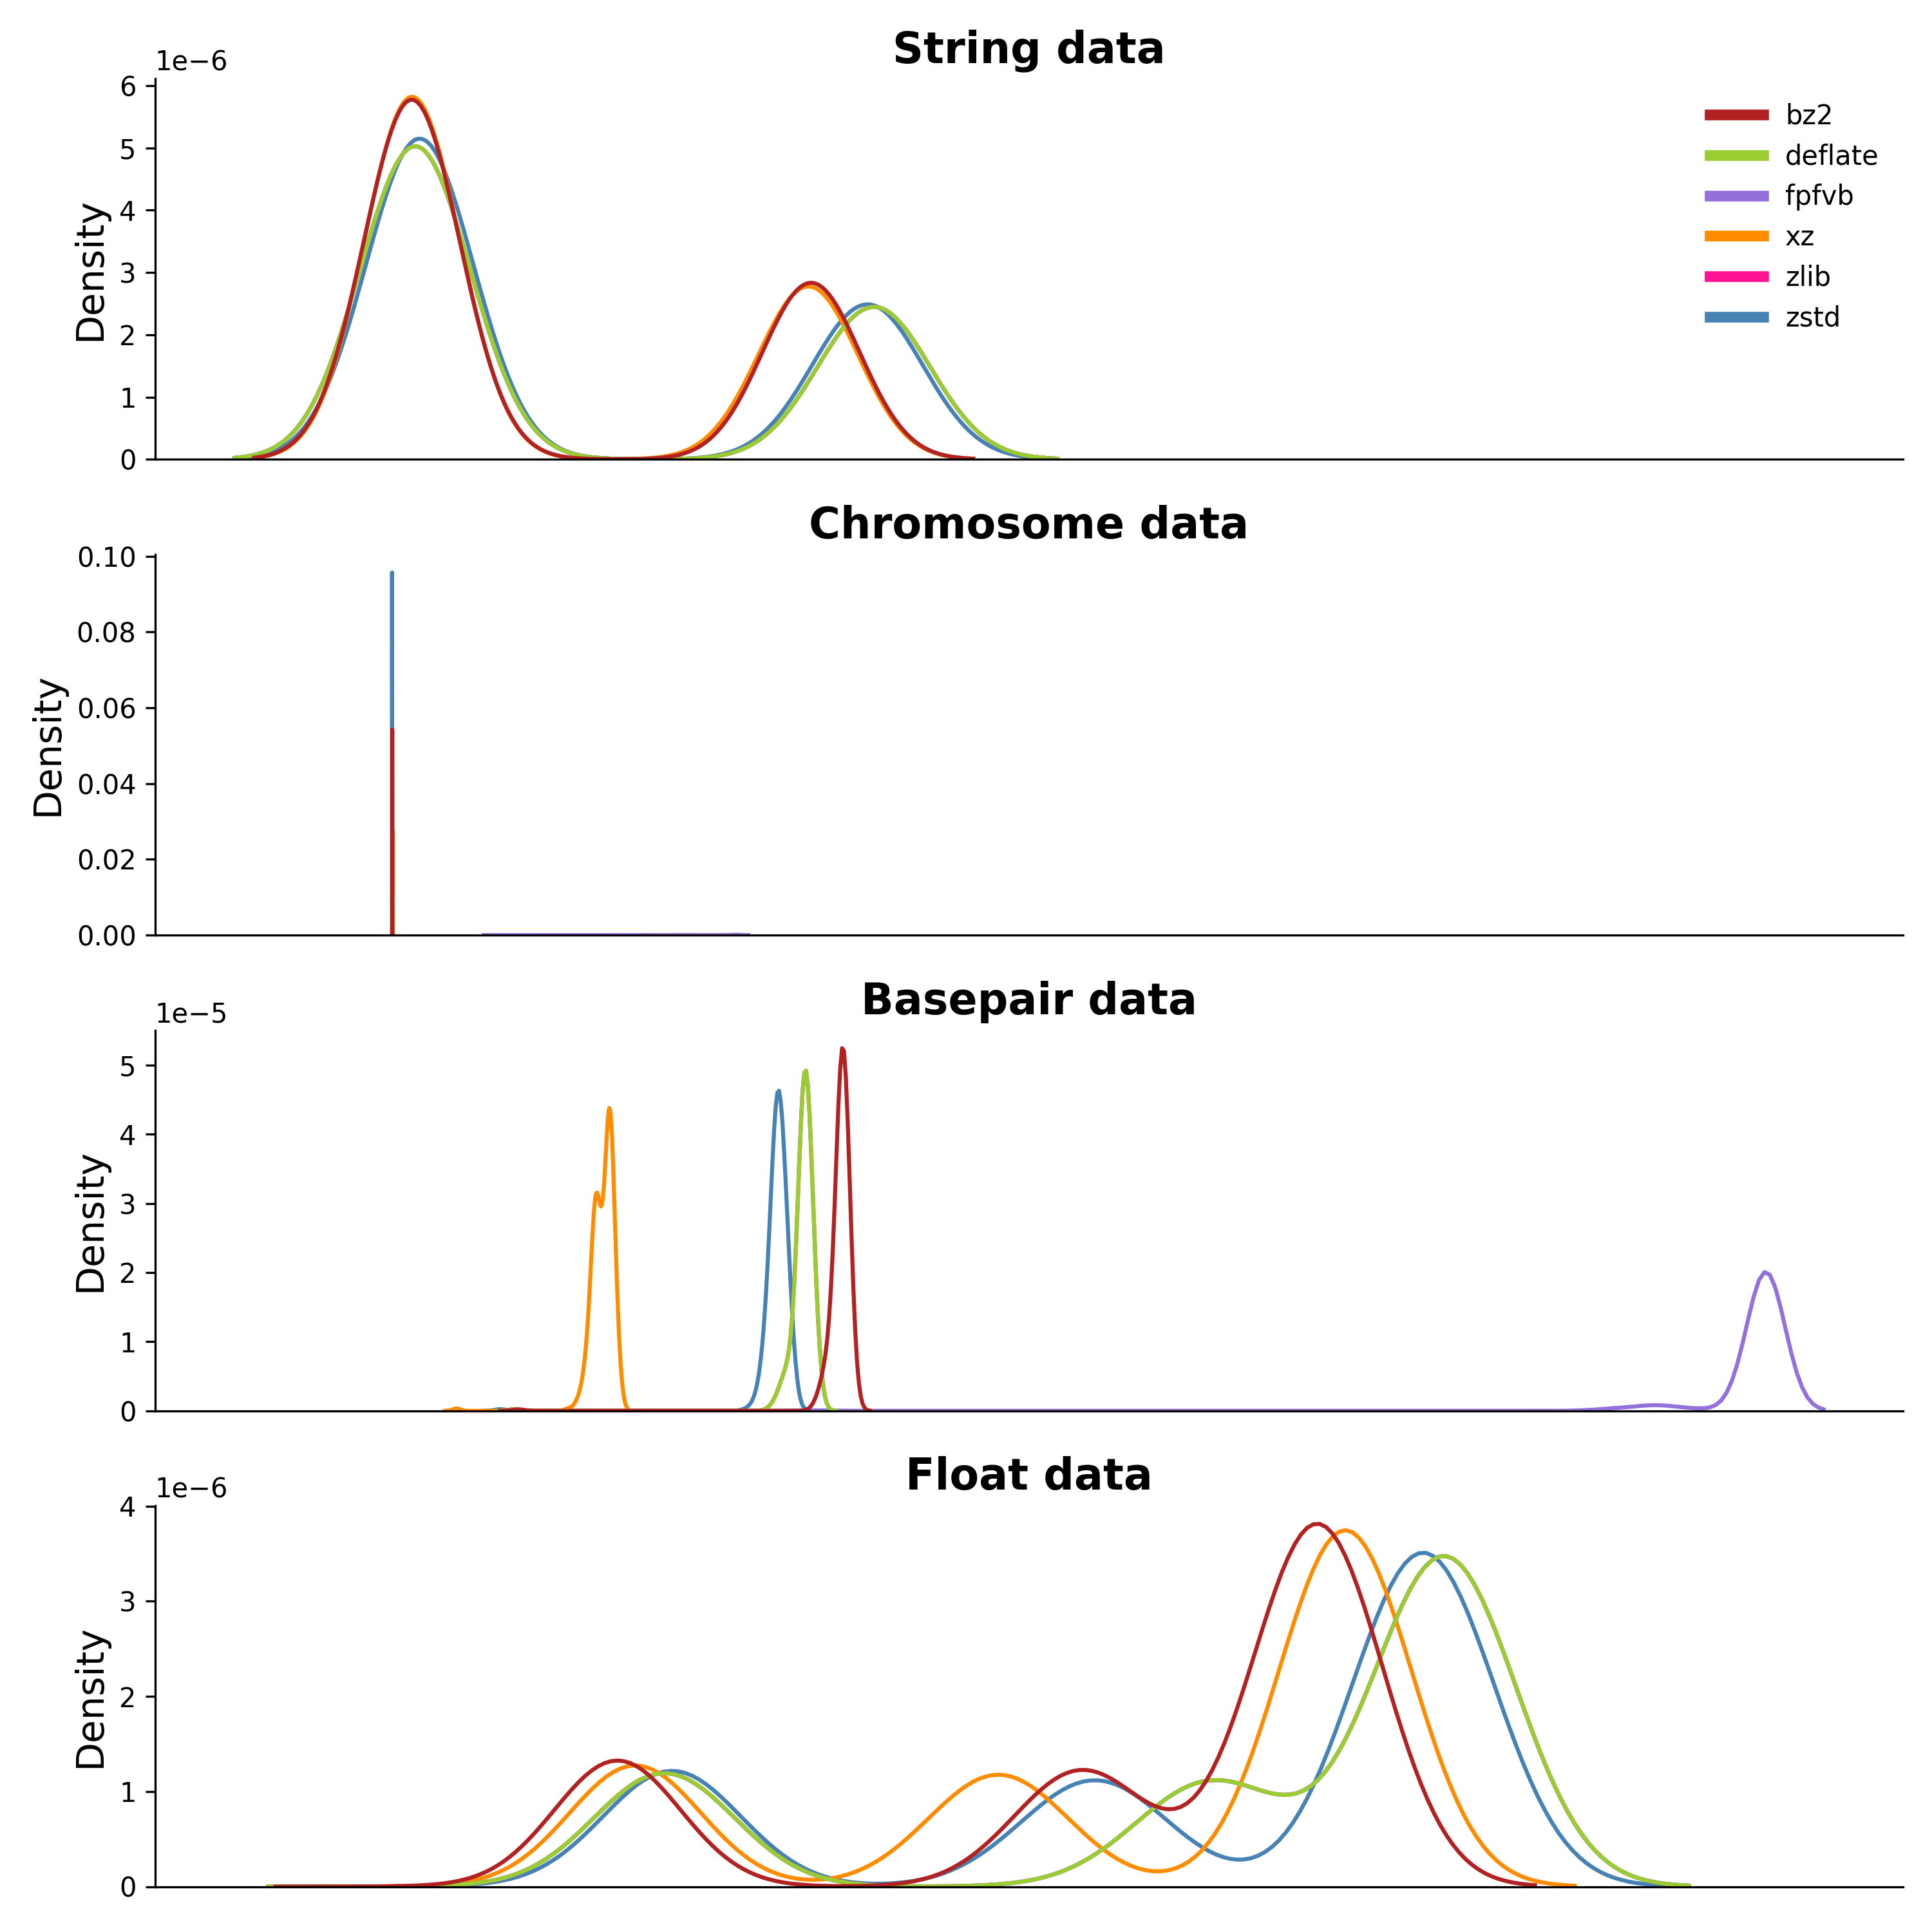 String data
1e−6
6
5
4
3
2
1
0
Density
bz2
deflate
fpfvb
xz
zlib
zstd
Chromosome data
0.10
0.08
0.06
0.04
0.02
0.00
Density
Basepair data
1e−5
5
4
3
2
1
0
Density
Float data
1e−6
4
3
2
1
0
Density